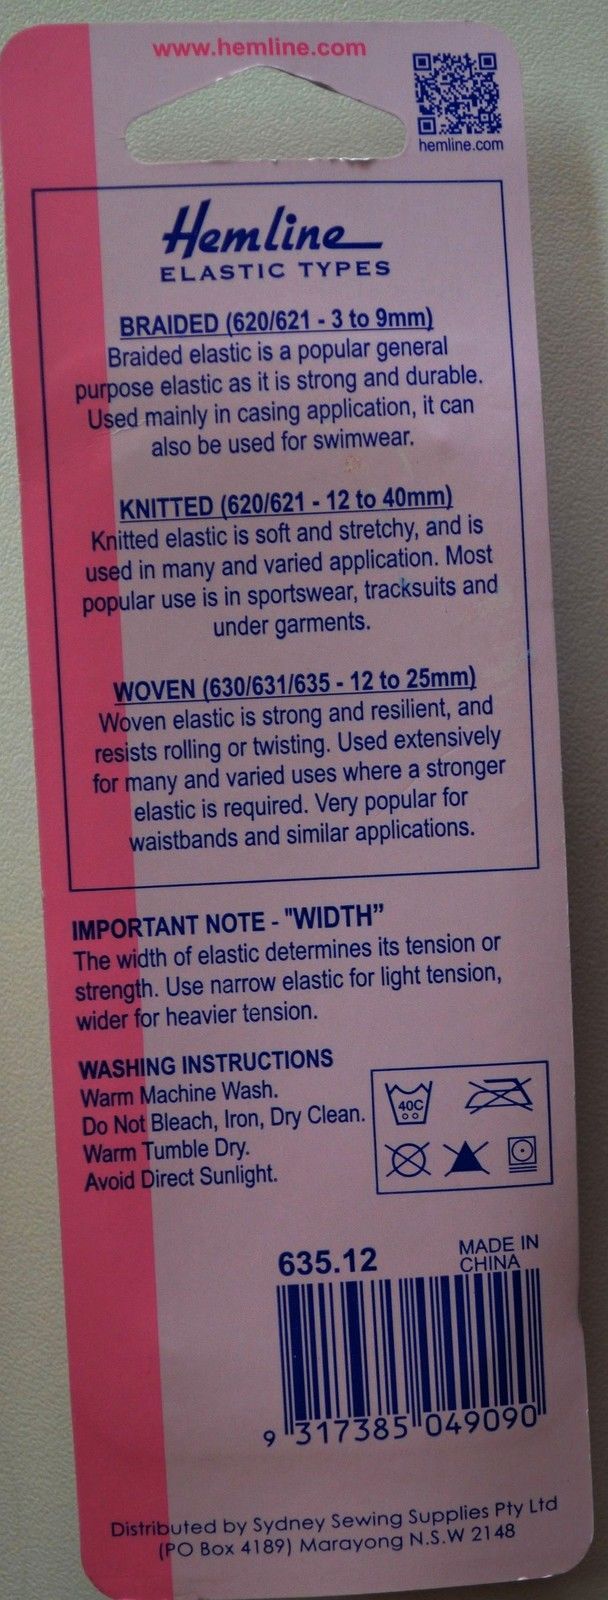 www.hemline.com
hemline.com
Hemline
ELASTIC TYPES
BRAIDED (620/621 - 3 to 9mm)
Braided elastic is a popular general
purpose elastic as it is strong and durable.
Used mainly in casing application, it can
also be used for swimwear.
KNITTED (620/621 - 12 to 40mm)
Knitted elastic is soft and stretchy, and is
used in many and varied application. Most
popular use is in sportswear, tracksuits and
under garments.
WOVEN (630/631/635 - 12 to 25mm)
Woven elastic is strong and resilient, and
resists rolling or twisting. Used extensively
for many and varied uses where a stronger
elastic is required. Very popular for
waistbands and similar applications.
IMPORTANT NOTE - "WIDTH”
The width of elastic determines its tension or
strength. Use narrow elastic for light tension,
wider for heavier tension.
WASHING INSTRUCTIONS
Warm Machine Wash.
Do Not Bleach, Iron, Dry Clean.
Warm Tumble Dry.
Avoid Direct Sunlight.
40C
635.12
MADE IN
CHINA
9 317385 049090
Distributed by Sydney Sewing Supplies Pty Ltd
(PO Box 4189) Marayong N.S.W 2148